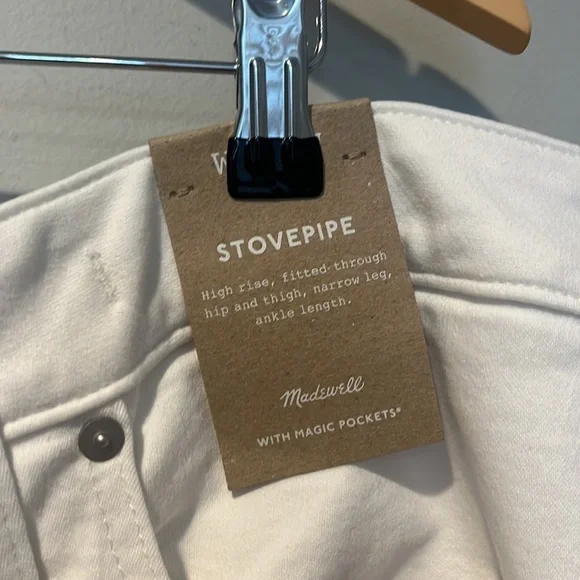 STOVEPIPE
High rise, fitted through
hip and thigh, narrow leg,
ankle length.
Madewell
WITH MAGIC POCKETS®